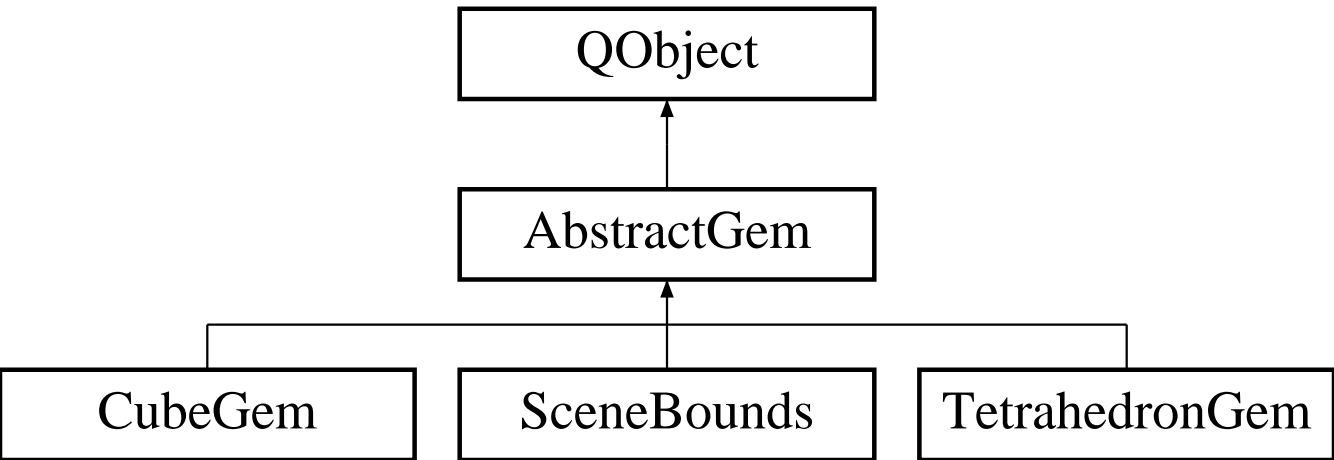 QObject
AbstractGem
CubeGem
SceneBounds
TetrahedronGem